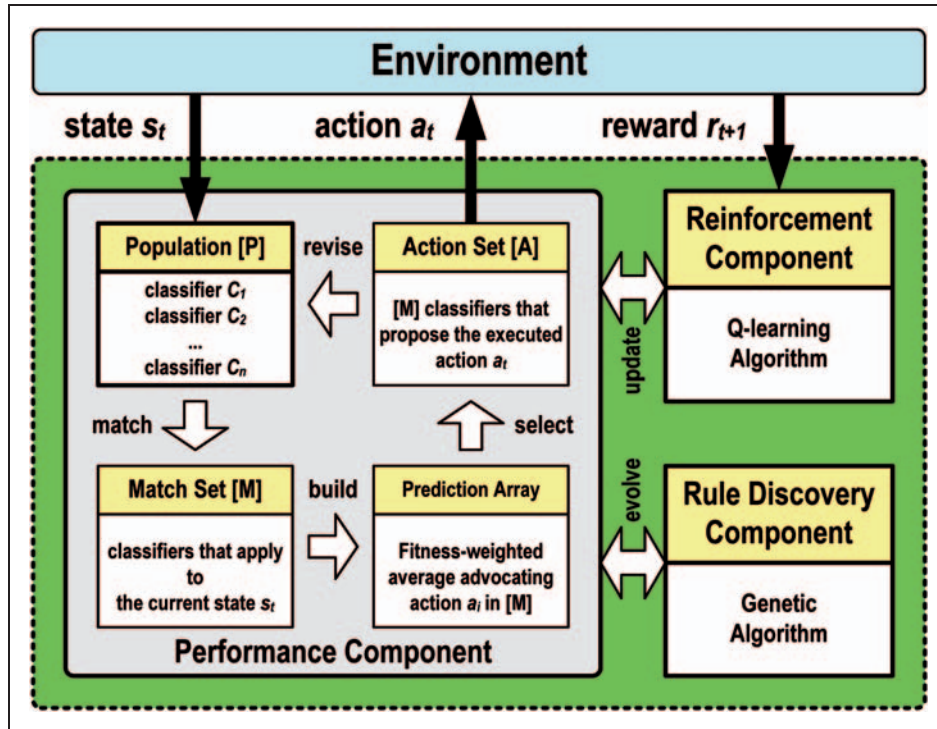 Environment
state st
action at
reward rt+1
Population [P]
classifier C1
classifier C2
...
classifier Cn
revise
Action Set [A]
[M] classifiers that
propose the executed
action at
update
Reinforcement
Component
Q-learning
Algorithm
match
select
Match Set [M]
classifiers that apply
to
the current state st
build
Prediction Array
Fitness-weighted
average advocating
action ai in [M]
evolve
Rule Discovery
Component
Genetic
Algorithm
Performance Component